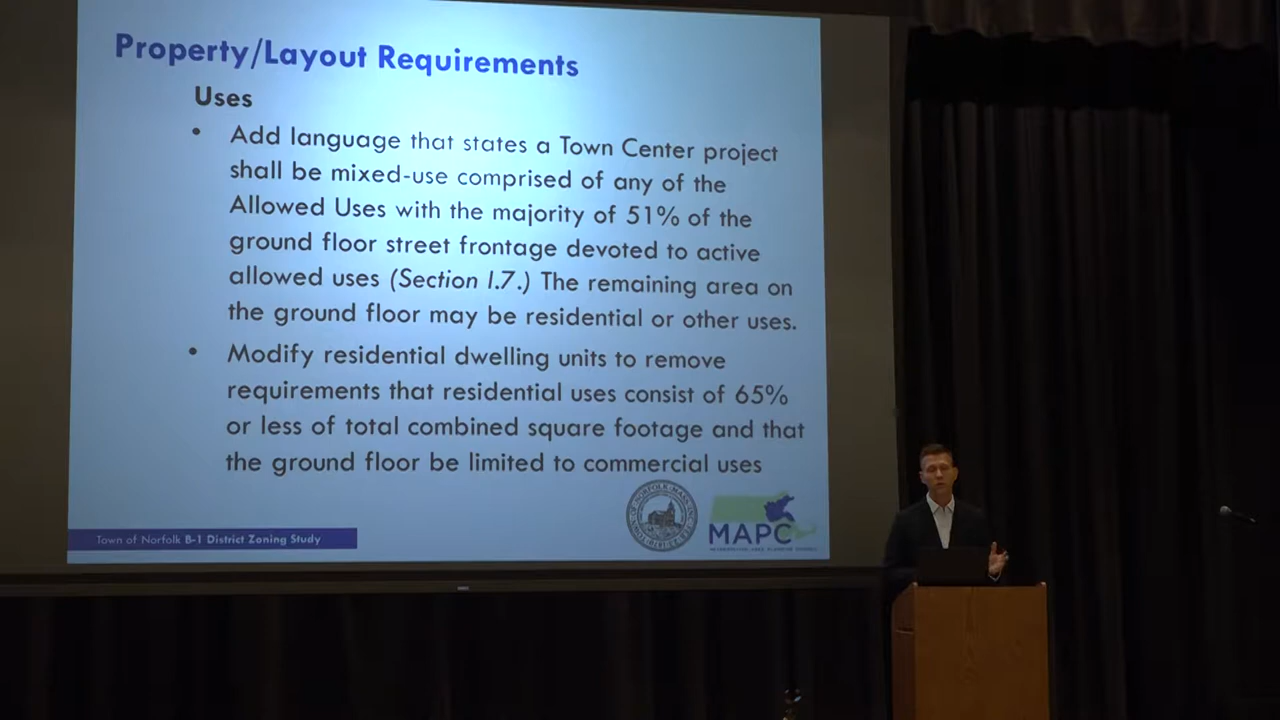 Property/Layout Requirements
Uses
• Add language that states a Town Center project
shall be mixed-use comprised of any of the
Allowed Uses with the majority of 51% of the
ground floor street frontage devoted to active
allowed uses (Section I.7.) The remaining area on
the ground floor may be residential or other uses.
• Modify residential dwelling units to remove
requirements that residential uses consist of 65%
or less of total combined square footage and that
the ground floor be limited to commercial uses
Town of Norfolk B-1 District Zoning Study
MAPC